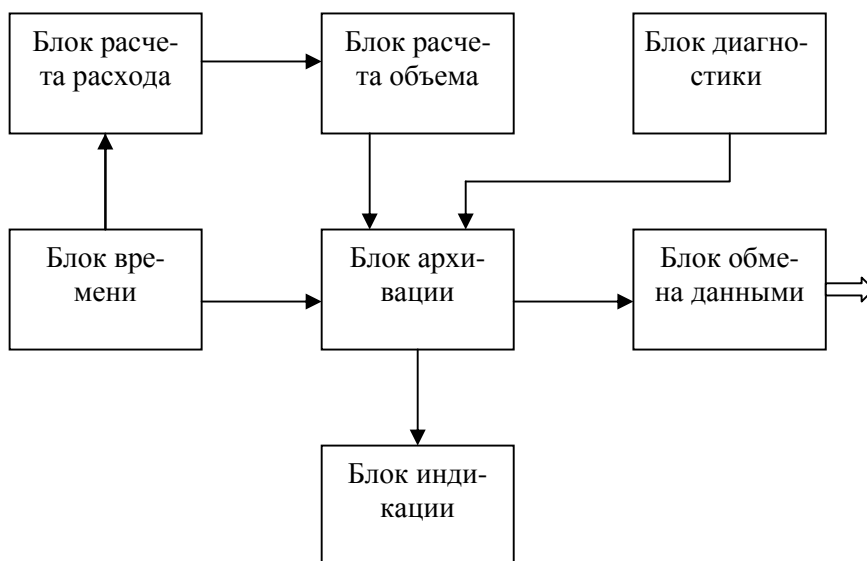 Блок расче-
та расхода
Блок расче-
та объема
Блок диагно-
стики
Блок вре-
мени
Блок архи-
вации
Блок обме-
на данными
Блок инди-
кации